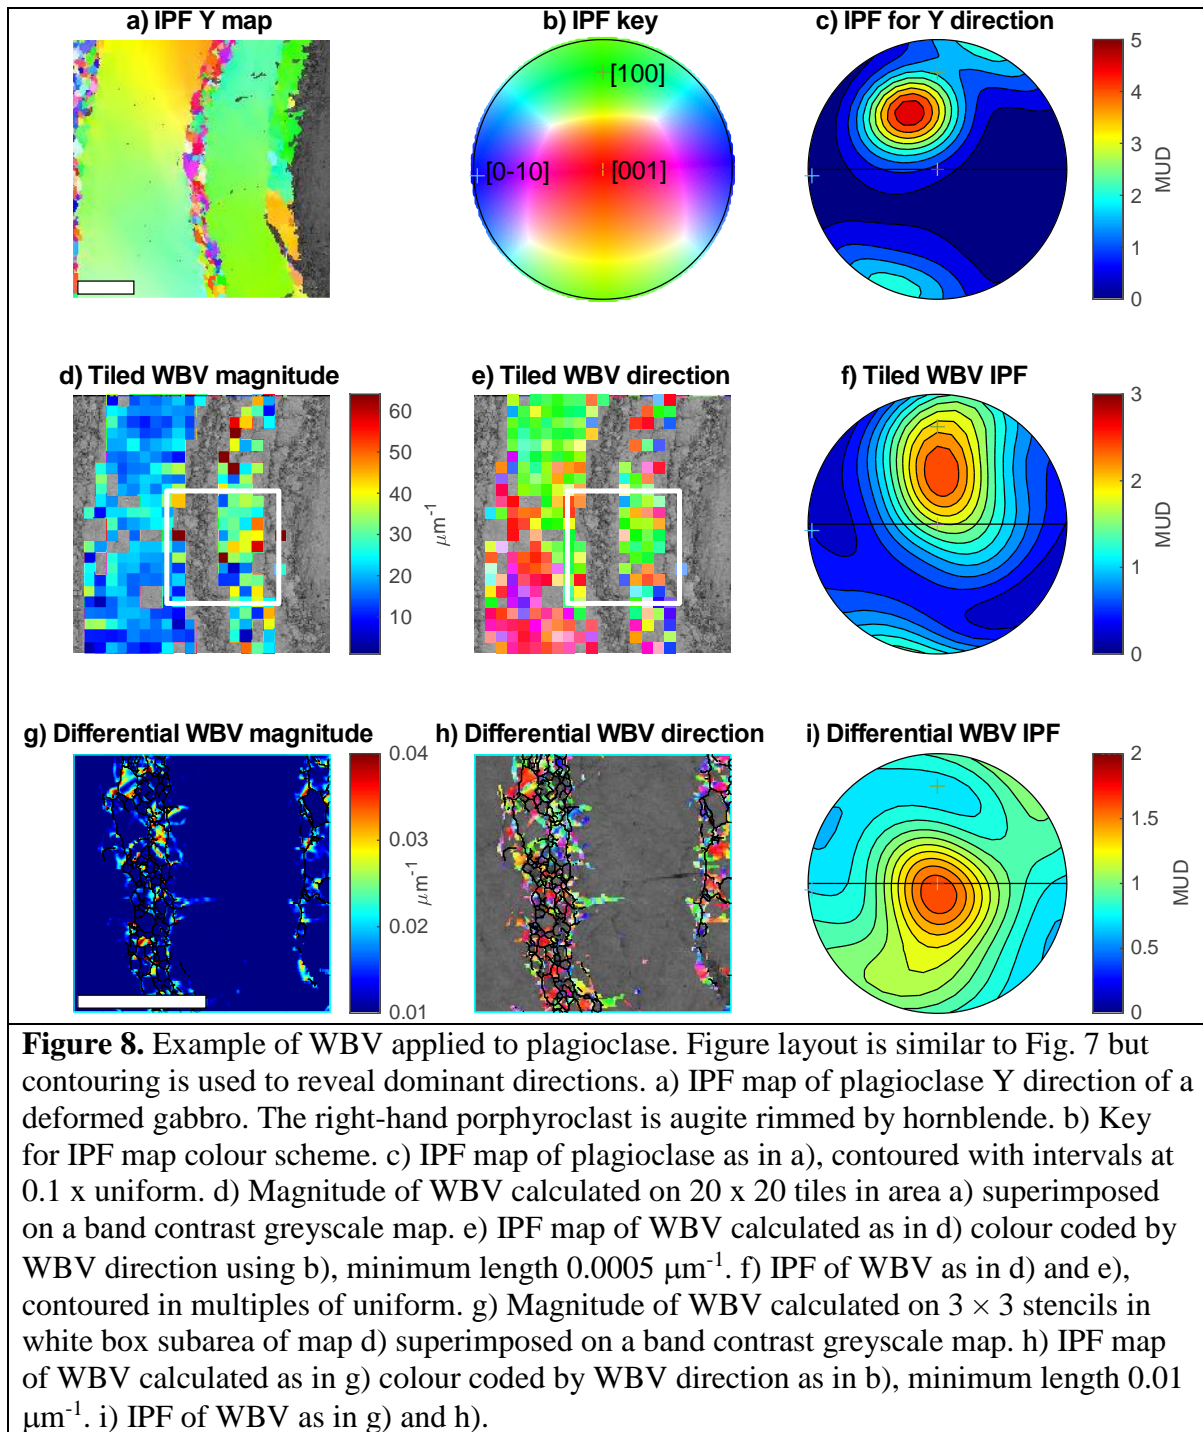 a) IPF Y map
b) IPF key
c) IPF for Y direction
[100]
[0-10]
[001]
5
4
3
2
1
0
MUD
d) Tiled WBV magnitude
e) Tiled WBV direction
f) Tiled WBV IPF
60
50
40
30
20
10
μm⁻¹
3
2
1
0
MUD
g) Differential WBV magnitude
h) Differential WBV direction
i) Differential WBV IPF
0.04
0.03
0.02
0.01
μm⁻¹
2
1.5
1
0.5
0
MUD
Figure 8. Example of WBV applied to plagioclase. Figure layout is similar to Fig. 7 but
contouring is used to reveal dominant directions. a) IPF map of plagioclase Y direction of a
deformed gabbro. The right-hand porphyroclast is augite rimmed by hornblende. b) Key
for IPF map colour scheme. c) IPF map of plagioclase as in a), contoured with intervals at
0.1 x uniform. d) Magnitude of WBV calculated on 20 x 20 tiles in area a) superimposed
on a band contrast greyscale map. e) IPF map of WBV calculated as in d) colour coded by
WBV direction using b), minimum length 0.0005 μm⁻¹. f) IPF of WBV as in d) and e),
contoured in multiples of uniform. g) Magnitude of WBV calculated on 3 × 3 stencils in
white box subarea of map d) superimposed on a band contrast greyscale map. h) IPF map
of WBV calculated as in g) colour coded by WBV direction as in b), minimum length 0.01
μm⁻¹. i) IPF of WBV as in g) and h).